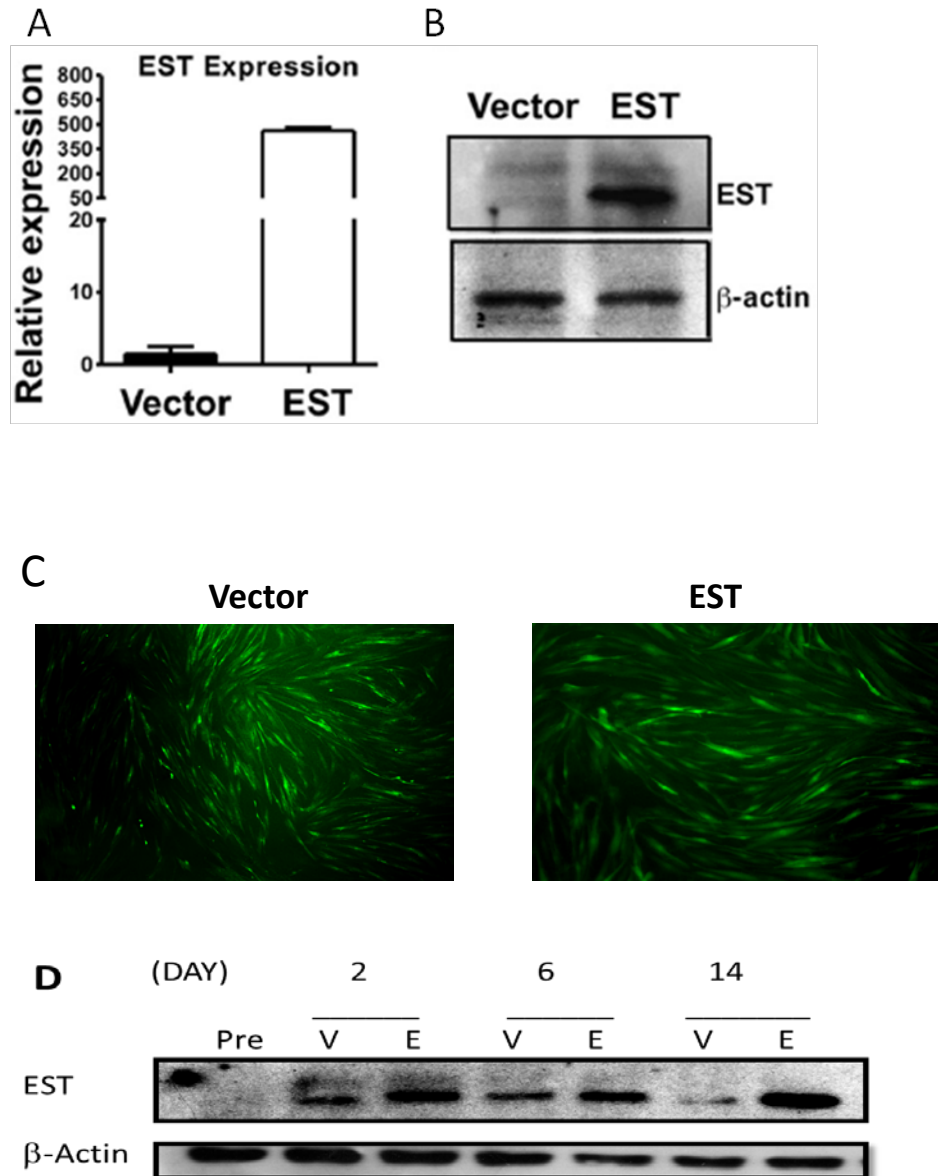 A
B
EST Expression
Relative expression
800
650
500
350
200
50
20
10
0
Vector EST
Vector EST
EST
β-actin
C
Vector EST
D (DAY) 2 6 14
Pre V E V E V E
EST
β-Actin